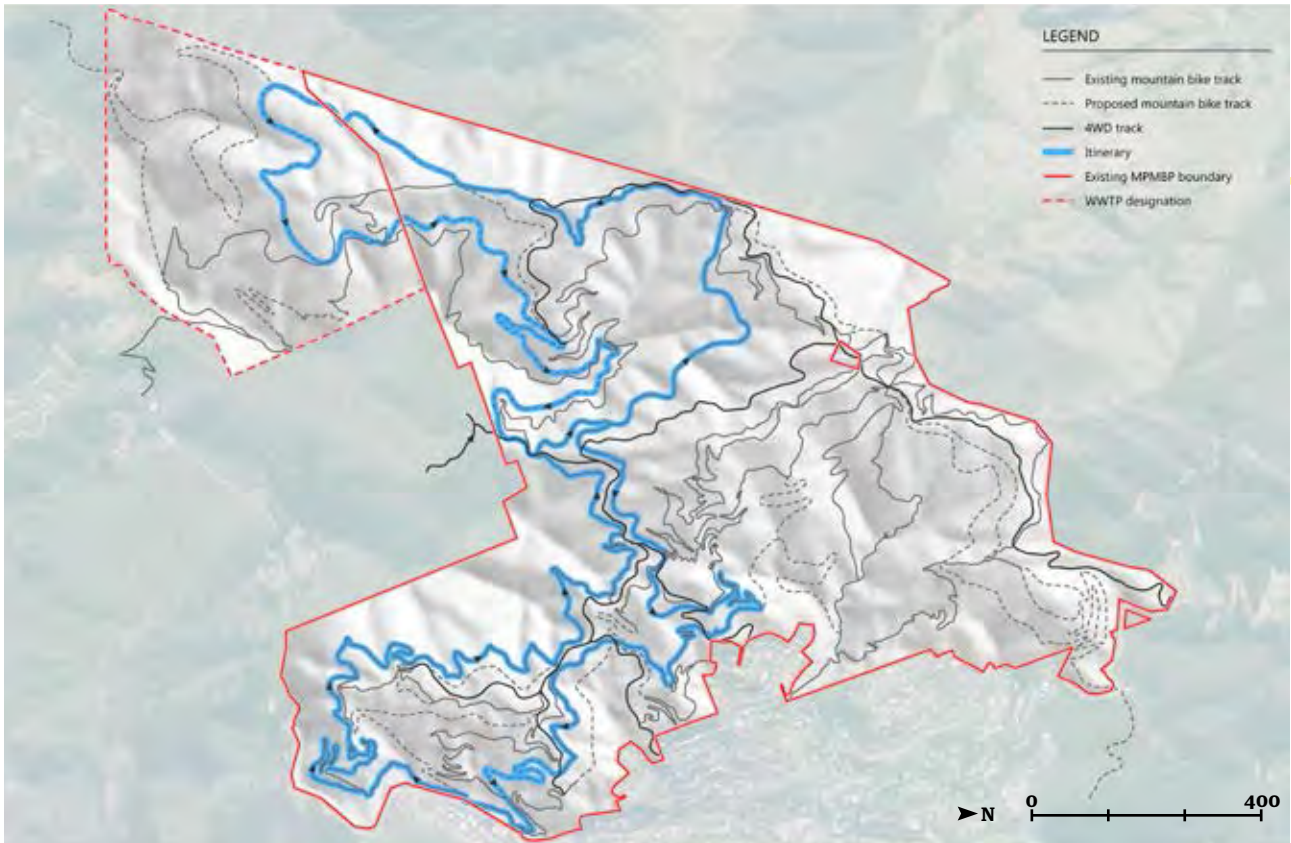 LEGEND
Existing mountain bike track
Proposed mountain bike track
4WD track
Itinerary
Existing MPMBP boundary
WWTP designation
N
0
400